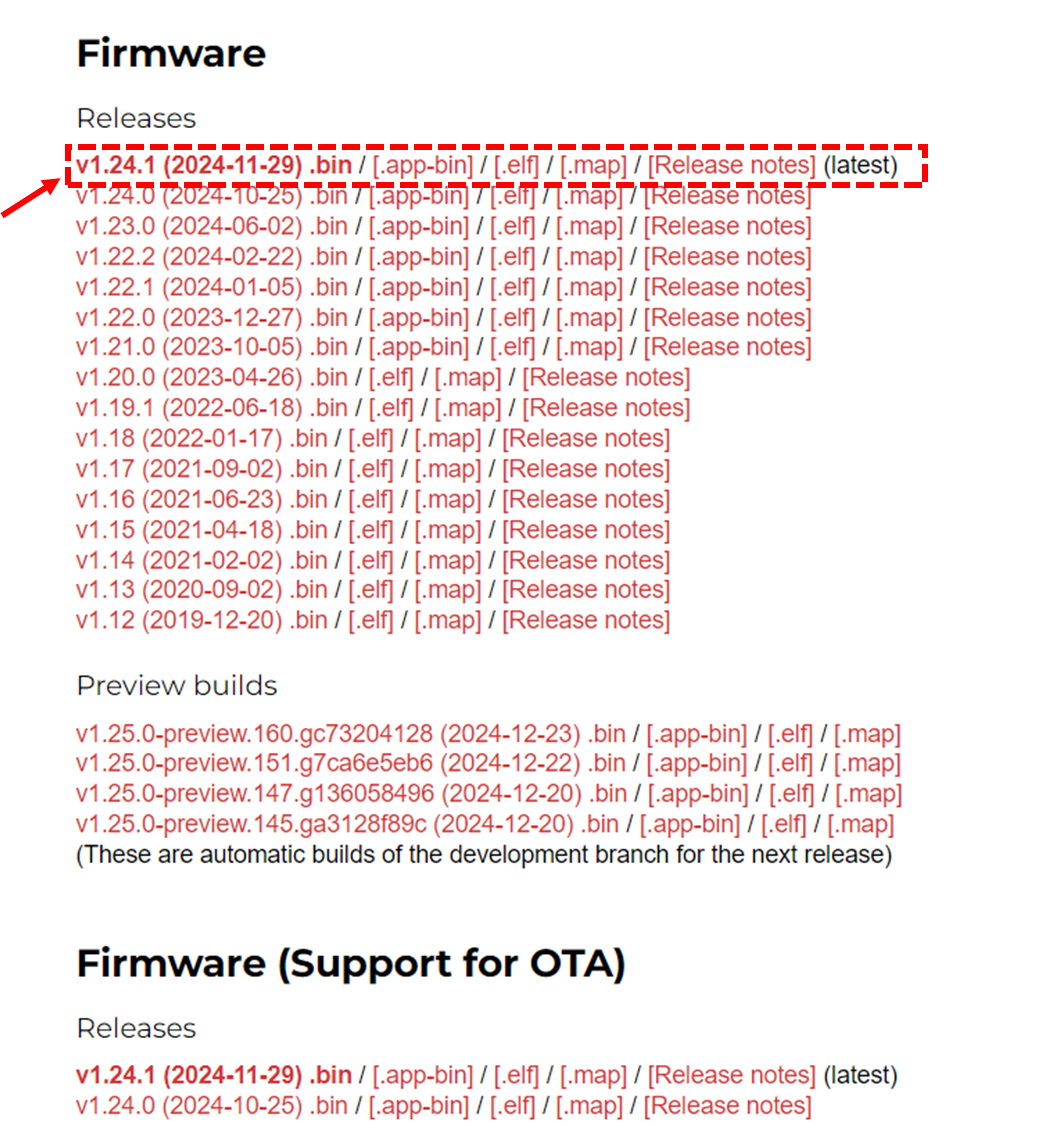 Firmware
Releases
v1.24.1 (2024-11-29) .bin / [.app-bin] / [.elf] / [.map] / [Release notes] (latest)
v1.24.0 (2024-10-25) .bin / [.app-bin] / [.elf] / [.map] / [Release notes]
v1.23.0 (2024-06-02) .bin / [.app-bin] / [.elf] / [.map] / [Release notes]
v1.22.2 (2024-02-22) .bin / [.app-bin] / [.elf] / [.map] / [Release notes]
v1.22.1 (2024-01-05) .bin / [.app-bin] / [.elf] / [.map] / [Release notes]
v1.22.0 (2023-12-27) .bin / [.app-bin] / [.elf] / [.map] / [Release notes]
v1.21.0 (2023-10-05) .bin / [.app-bin] / [.elf] / [.map] / [Release notes]
v1.20.0 (2023-04-26) .bin / [.elf] / [.map] / [Release notes]
v1.19.1 (2022-06-18) .bin / [.elf] / [.map] / [Release notes]
v1.18 (2022-01-17) .bin / [.elf] / [.map] / [Release notes]
v1.17 (2021-09-02) .bin / [.elf] / [.map] / [Release notes]
v1.16 (2021-06-23) .bin / [.elf] / [.map] / [Release notes]
v1.15 (2021-04-18) .bin / [.elf] / [.map] / [Release notes]
v1.14 (2021-02-02) .bin / [.elf] / [.map] / [Release notes]
v1.13 (2020-09-02) .bin / [.elf] / [.map] / [Release notes]
v1.12 (2019-12-20) .bin / [.elf] / [.map] / [Release notes]
Preview builds
v1.25.0-preview.160.gc73204128 (2024-12-23) .bin / [.app-bin] / [.elf] / [.map]
v1.25.0-preview.151.g7ca6e5eb6 (2024-12-22) .bin / [.app-bin] / [.elf] / [.map]
v1.25.0-preview.147.g136058496 (2024-12-20) .bin / [.app-bin] / [.elf] / [.map]
v1.25.0-preview.145.ga3128f89c (2024-12-20) .bin / [.app-bin] / [.elf] / [.map]
(These are automatic builds of the development branch for the next release)
Firmware (Support for OTA)
Releases
v1.24.1 (2024-11-29) .bin / [.app-bin] / [.elf] / [.map] / [Release notes] (latest)
v1.24.0 (2024-10-25) .bin / [.app-bin] / [.elf] / [.map] / [Release notes]